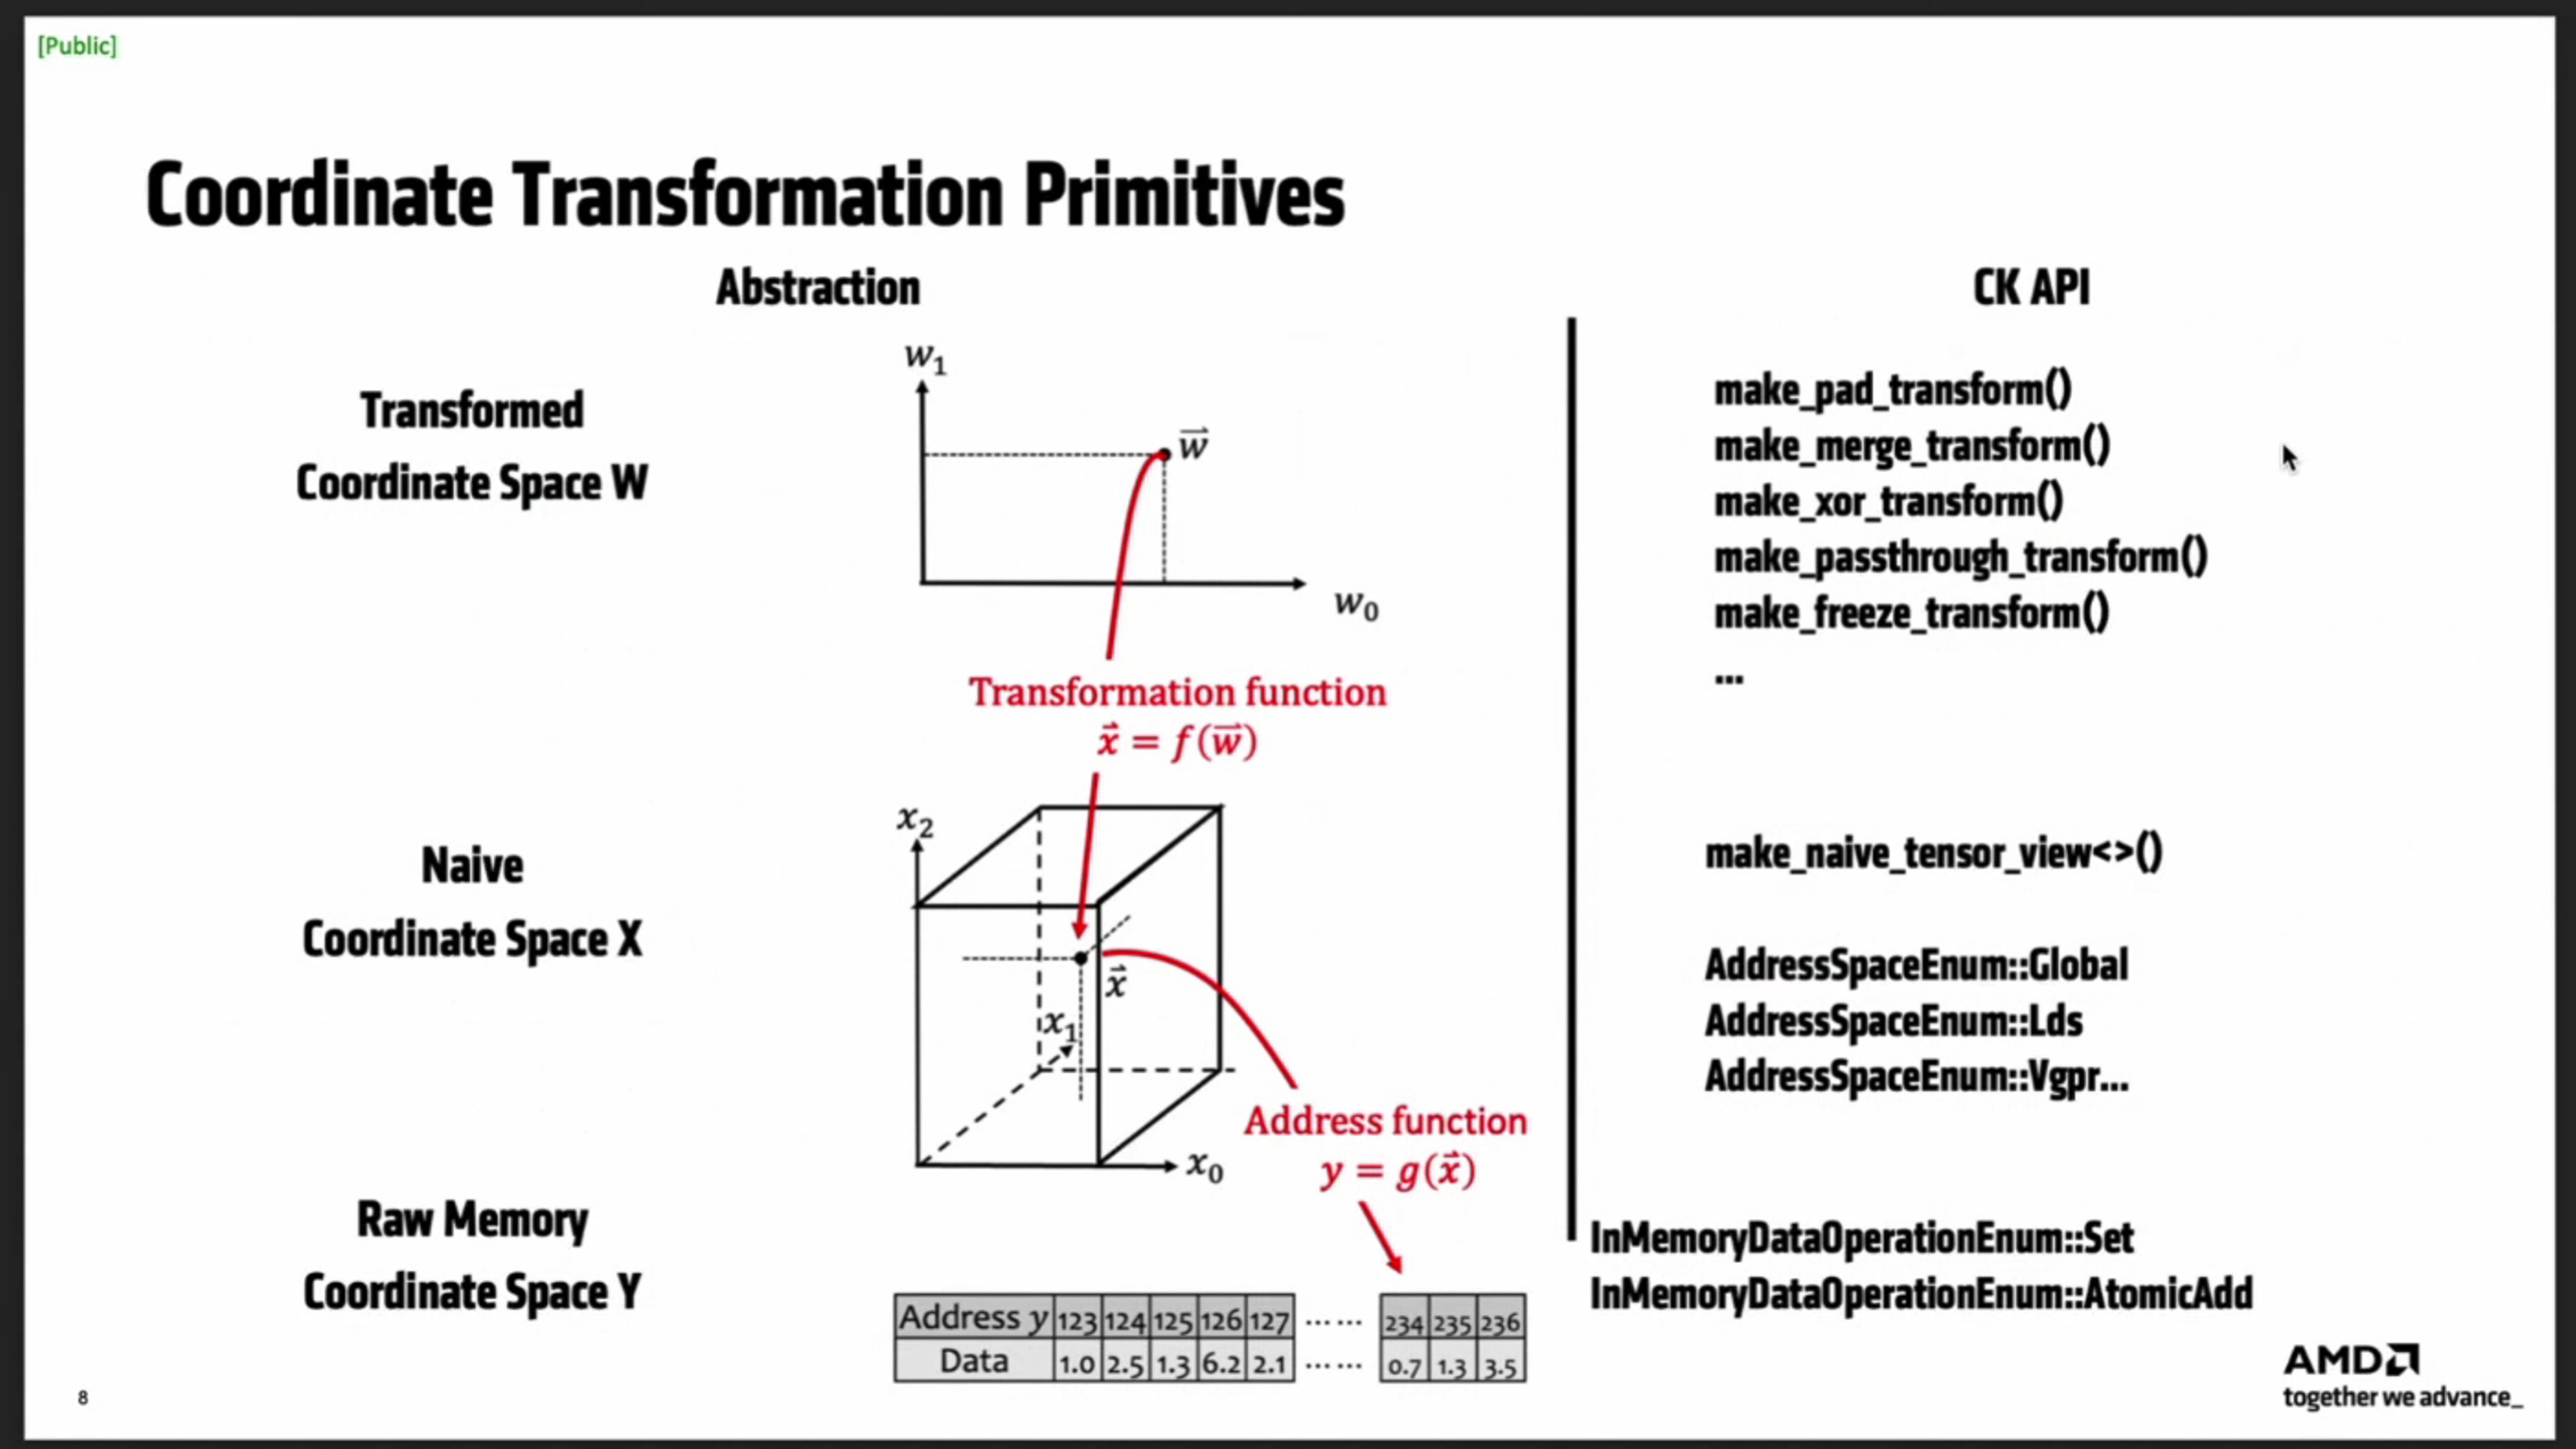 [Public]
Coordinate Transformation Primitives
Abstraction
CK API
Transformed
Coordinate Space W
w₁
w⃗
w₀
Transformation function
x⃗ = f(w⃗)
make_pad_transform()
make_merge_transform()
make_xor_transform()
make_passthrough_transform()
make_freeze_transform()
...
Naive
Coordinate Space X
x₂
x⃗
x₁
x₀
Address function
y = g(x⃗)
make_naive_tensor_view<>()
AddressSpaceEnum::Global
AddressSpaceEnum::Lds
AddressSpaceEnum::Vgpr...
Raw Memory
Coordinate Space Y
Address y 123 124 125 126 127 ...... 234 235 236
Data 1.0 2.5 1.3 6.2 2.1 ...... 0.7 1.3 3.5
InMemoryDataOperationEnum::Set
InMemoryDataOperationEnum::AtomicAdd
8
AMD
together we advance_